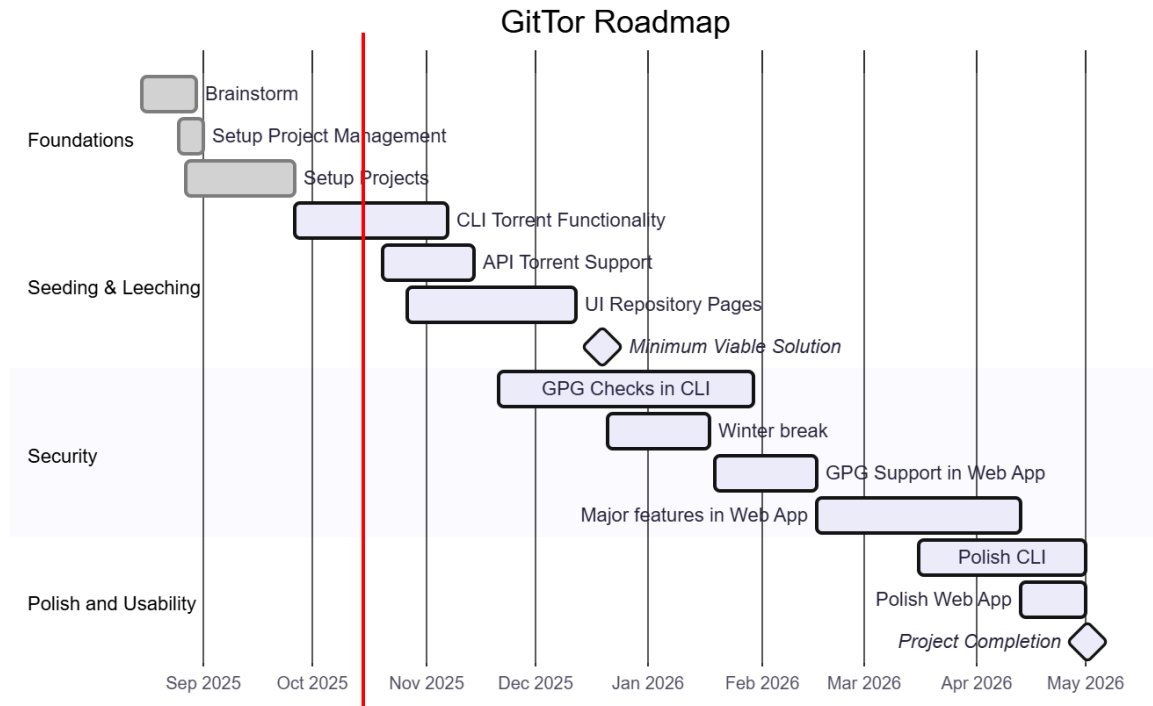 GitTor Roadmap
Brainstorm
Foundations
Setup Project Management
Setup Projects
CLI Torrent Functionality
API Torrent Support
Seeding & Leeching
UI Repository Pages
Minimum Viable Solution
GPG Checks in CLI
Winter break
Security
GPG Support in Web App
Major features in Web App
Polish CLI
Polish Web App
Polish and Usability
Project Completion
Sep 2025 Oct 2025 Nov 2025 Dec 2025 Jan 2026 Feb 2026 Mar 2026 Apr 2026 May 2026